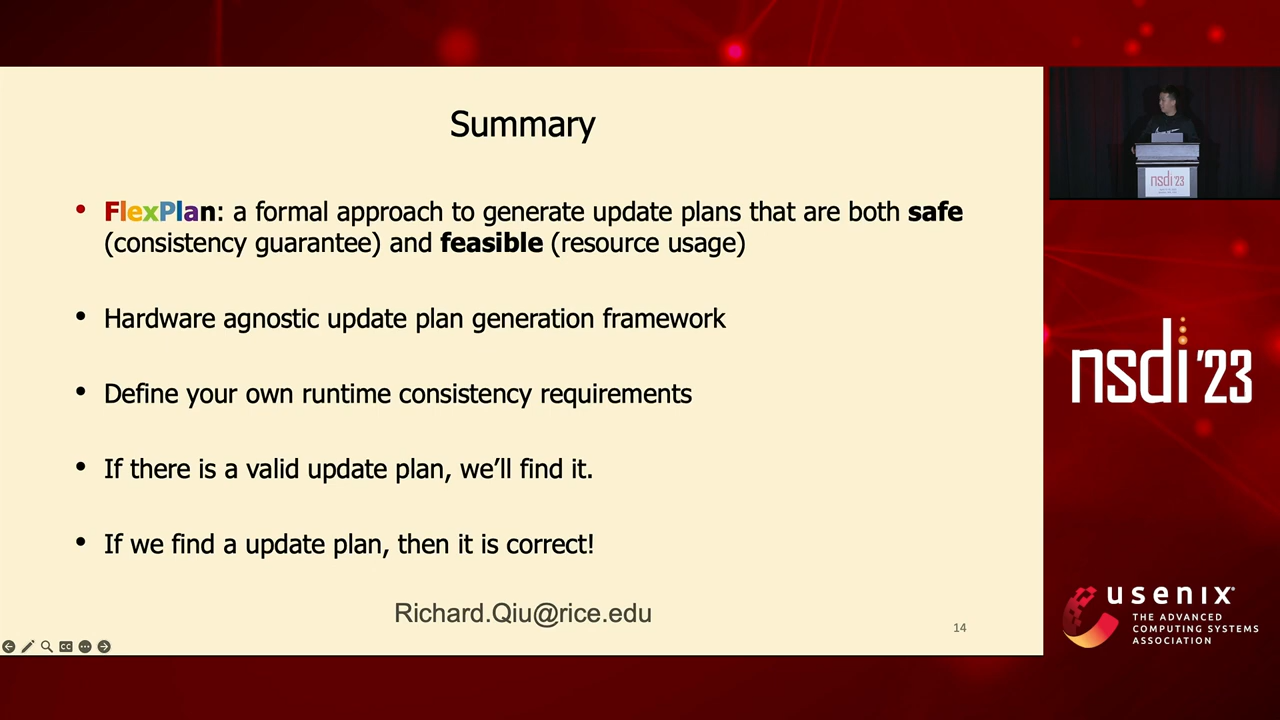 Summary
• FlexPlan: a formal approach to generate update plans that are both safe
(consistency guarantee) and feasible (resource usage)
• Hardware agnostic update plan generation framework
• Define your own runtime consistency requirements
• If there is a valid update plan, we’ll find it.
• If we find a update plan, then it is correct!
Richard.Qiu@rice.edu
14
nsdi'23
nsdi'23
usenix
THE ADVANCED
COMPUTING SYSTEMS
ASSOCIATION